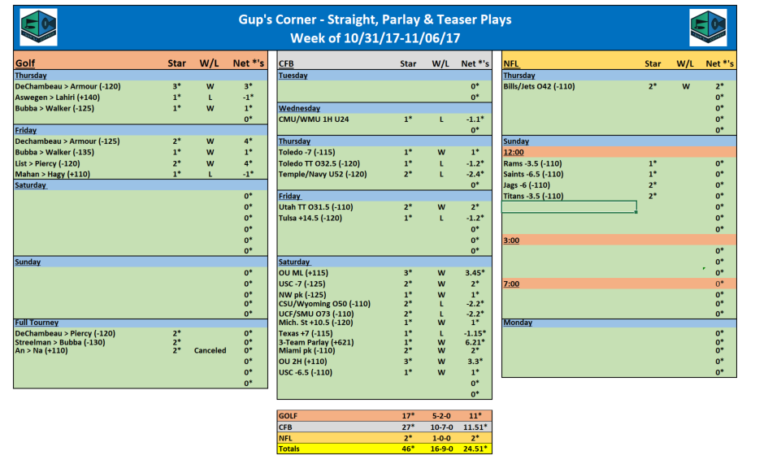 Gup's Corner - Straight, Parlay & Teaser Plays
Week of 10/31/17-11/06/17
Golf Star W/L Net *'s
Thursday
DeChambeau > Armour (-120) 3* W 3*
Aswegen > Lahiri (+140) 1* L -1*
Bubba > Walker (-125) 1* W 1*
0*
Friday
Dechambeau > Armour (-125) 2* W 4*
Bubba > Walker (-135) 1* W 1*
List > Piercy (-120) 2* W 4*
Mahan > Hagy (+110) 1* L -1*
Saturday
0*
0*
0*
0*
0*
0*
Sunday
0*
0*
0*
0*
0*
Full Tourney
DeChambeau > Piercy (-120) 2* 0*
Streelman > Bubba (-130) 2* 0*
An > Na (+110) 2* Canceled 0*
0*
0*
CFB Star W/L Net *'s
Tuesday
0*
0*
Wednesday
CMU/WMU 1H U24 1* L -1.1*
0*
Thursday
Toledo -7 (-115) 1* W 1*
Toledo TT O32.5 (-120) 1* L -1.2*
Temple/Navy U52 (-120) 2* L -2.4*
0*
Friday
Utah TT O31.5 (-110) 2* W 2*
Tulsa +14.5 (-120) 1* L -1.2*
0*
0*
0*
Saturday
OU ML (+115) 3* W 3.45*
USC -7 (-125) 2* W 2*
NW pk (-125) 1* W 1*
CSU/Wyoming O50 (-110) 2* L -2.2*
UCF/SMU O73 (-110) 2* L -2.2*
Mich. St +10.5 (-120) 1* W 1*
Texas +7 (-115) 1* L -1.15*
3-Team Parlay (+621) 1* W 6.21*
Miami pk (-110) 2* W 2*
OU 2H (+110) 3* W 3.3*
USC -6.5 (-110) 1* W 1*
0*
0*
NFL Star W/L Net *'s
Thursday
Bills/Jets O42 (-110) 2* W 2*
0*
0*
0*
Sunday
12:00
Rams -3.5 (-110) 1* 0*
Saints -6.5 (-110) 1* 0*
Jags -6 (-110) 2* 0*
Titans -3.5 (-110) 2* 0*
0*
0*
0*
3:00 0*
0*
0*
0*
7:00 0*
0*
0*
Monday
0*
0*
0*
0*
GOLF 17* 5-2-0 11*
CFB 27* 10-7-0 11.51*
NFL 2* 1-0-0 2*
Totals 46* 16-9-0 24.51*